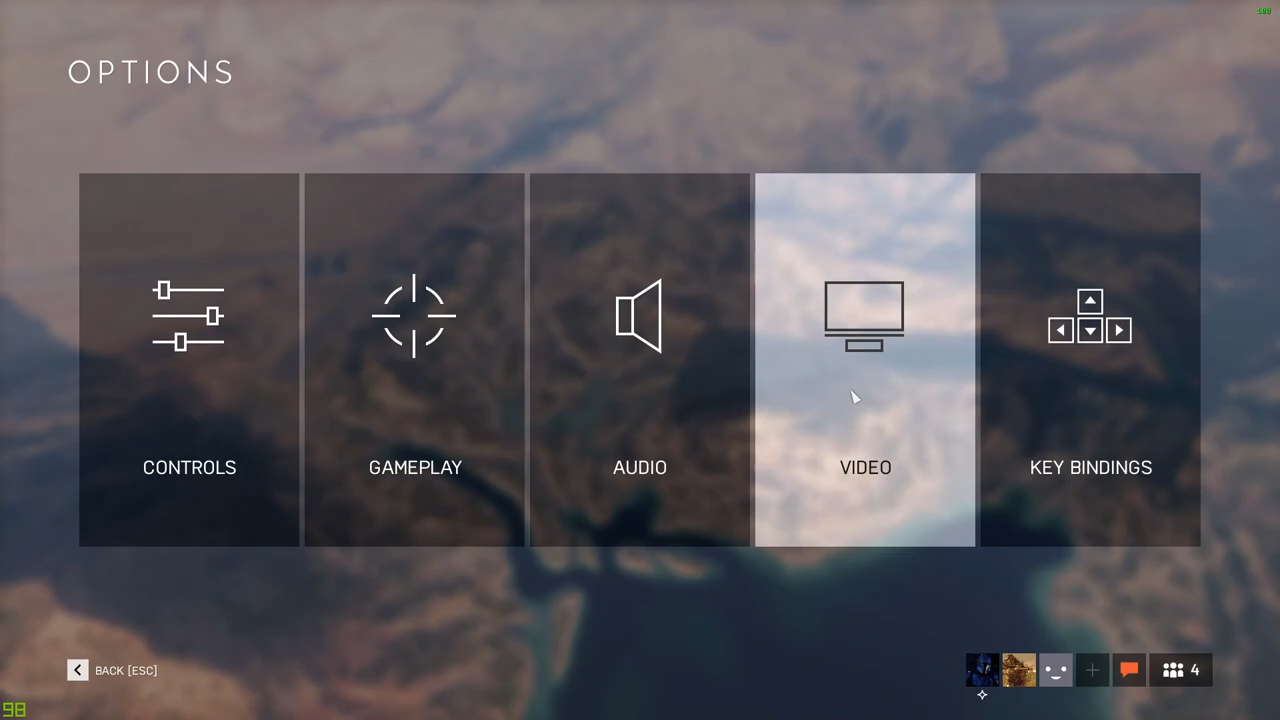 OPTIONS
CONTROLS
GAMEPLAY
AUDIO
VIDEO
KEY BINDINGS
BACK [ESC]
4
98